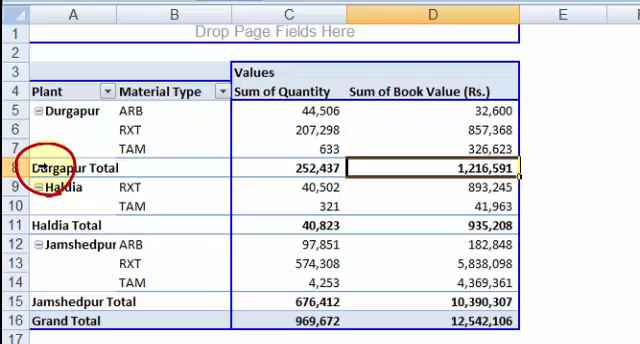 A B C D E
1 Drop Page Fields Here
2
3 Values
4 Plant Material Type Sum of Quantity Sum of Book Value (Rs.)
5 Durgapur ARB 44,506 32,600
6 RXT 207,298 857,368
7 TAM 633 326,623
8 Durgapur Total 252,437 1,216,591
9 Haldia RXT 40,502 893,245
10 TAM 321 41,963
11 Haldia Total 40,823 935,208
12 Jamshedpur ARB 97,851 182,848
13 RXT 574,308 5,838,098
14 TAM 4,253 4,369,361
15 Jamshedpur Total 676,412 10,390,307
16 Grand Total 969,672 12,542,106